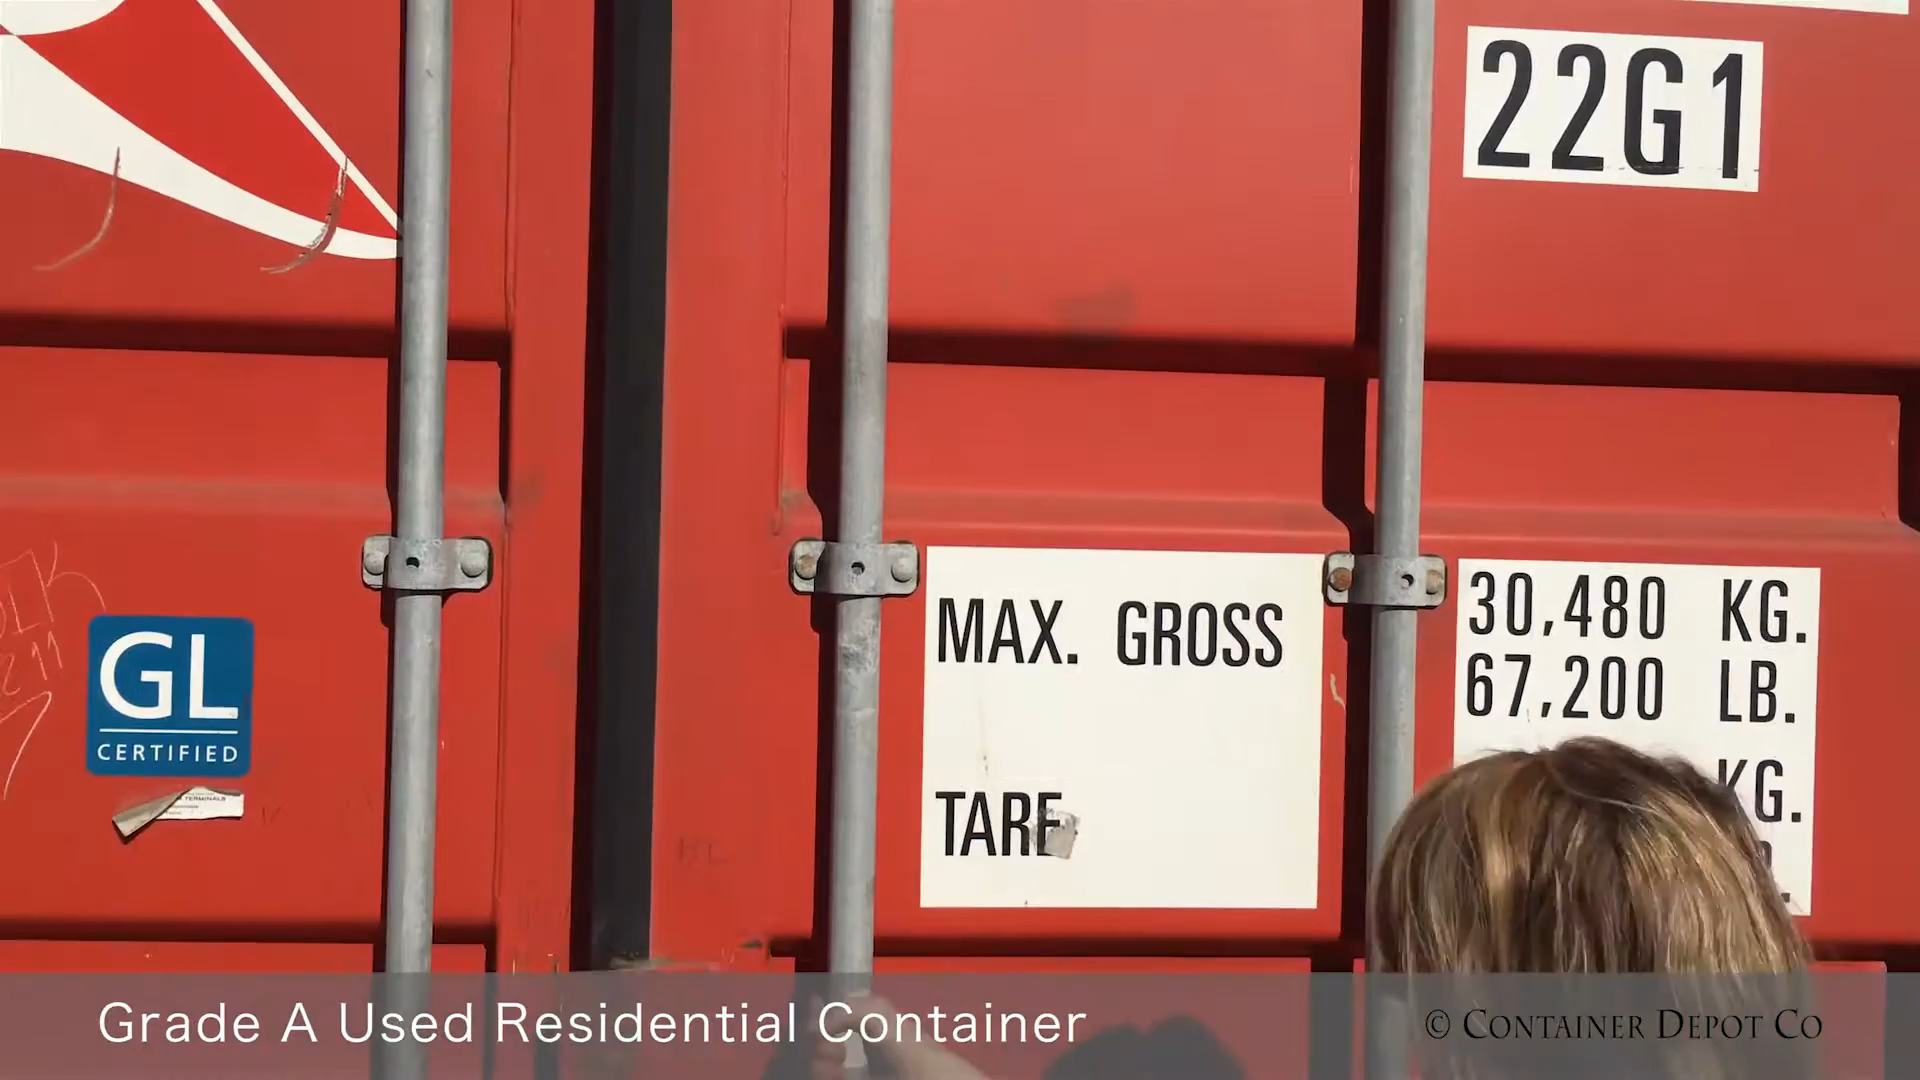 22G1
MAX. GROSS
30,480 KG.
67,200 LB.
KG.
TARE
GL
CERTIFIED
TERMINALS
Grade A Used Residential Container
© CONTAINER DEPOT CO